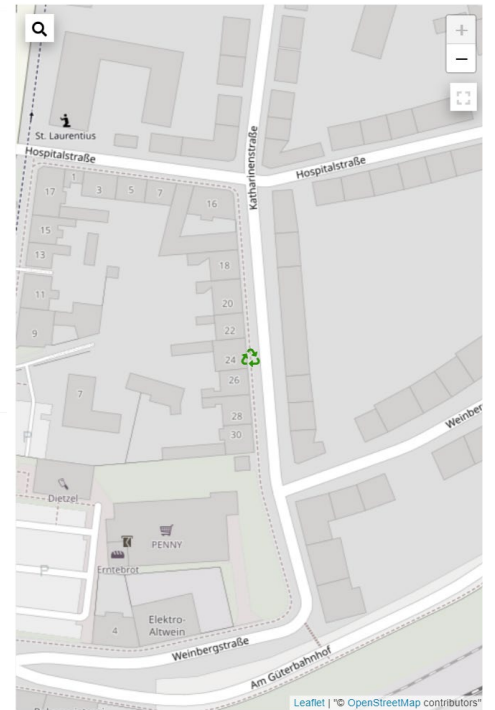 +
−
St. Laurentius
Hospitalstraße
Katharinenstraße
Hospitalstraße
1
3
5
7
17
16
15
13
18
11
20
22
9
24
26
7
28
30
P
Weinber
Dietzel
PENNY
Erntebrot
P
4
Elektro-
Altwein
Weinbergstraße
Am Güterbahnhof
Leaflet | "© OpenStreetMap contributors"